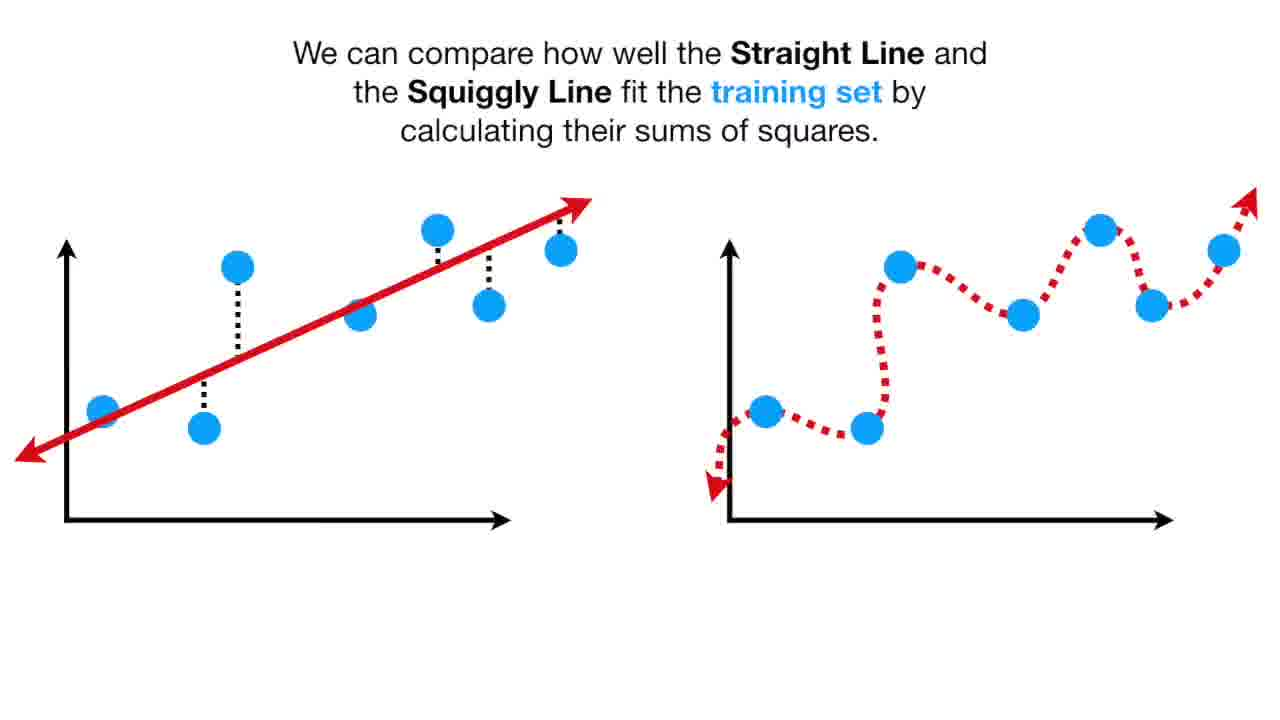 We can compare how well the Straight Line and
the Squiggly Line fit the training set by
calculating their sums of squares.